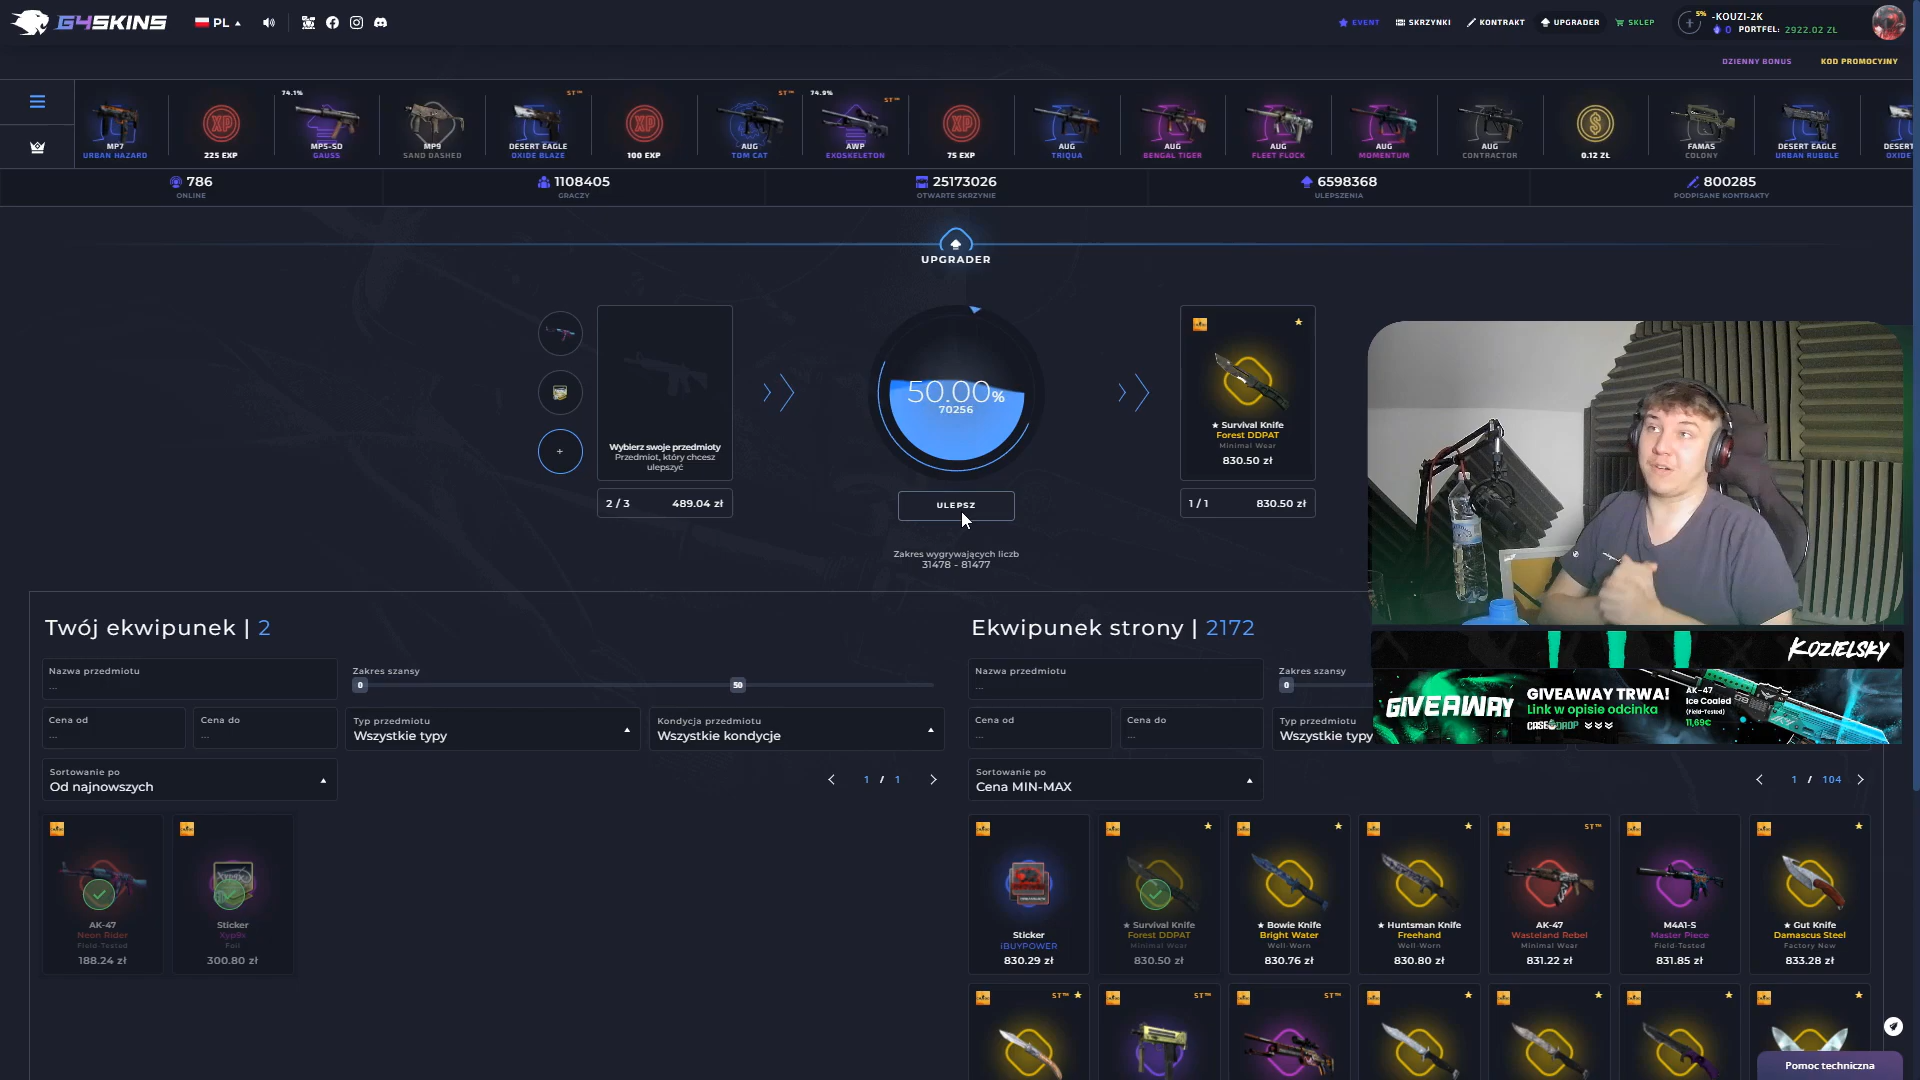 G4SKINS
PL
EVENT
SKRZYNKI
KONTRAKT
UPGRADER
SKLEP
5%
-KOUZI-2K
0 PORTFEL: 2922.02 ZŁ
DZIENNY BONUS
KOD PROMOCYJNY
MP7
URBAN HAZARD
XP
225 EXP
74.1%
MP5-SD
GAUSS
MP9
SAND DASHED
ST™
DESERT EAGLE
OXIDE BLAZE
XP
100 EXP
ST™
AUG
TOM CAT
74.9%
ST™
AWP
EXOSKELETON
XP
75 EXP
AUG
TRIQUA
AUG
BENGAL TIGER
AUG
FLEET FLOCK
AUG
MOMENTUM
AUG
CONTRACTOR
0.12 ZŁ
FAMAS
COLONY
DESERT EAGLE
URBAN RUBBLE
DESERT
OXIDE
786
ONLINE
1108405
GRACZY
25173026
OTWARTE SKRZYNIE
6598368
ULEPSZENIA
800285
PODPISANE KONTRAKTY
UPGRADER
Wybierz swoje przedmioty
Przedmiot, który chcesz
ulepszyć
2 / 3 489.04 zł
50.00%
70256
ULEPSZ
Zakres wygrywających liczb
31478 - 81477
★ Survival Knife
Forest DDPAT
Minimal Wear
830.50 zł
1 / 1 830.50 zł
KOZIELSKY
GIVEAWAY
GIVEAWAY TRWA!
Link w opisie odcinka
CASEDROP
AK-47
Ice Coaled
(Field-Tested)
11,69€
Twój ekwipunek | 2
Nazwa przedmiotu
...
Zakres szansy
0 50
Cena od
...
Cena do
...
Typ przedmiotu
Wszystkie typy
Kondycja przedmiotu
Wszystkie kondycje
Sortowanie po
Od najnowszych
1 / 1
AK-47
Neon Rider
Field-Tested
188.24 zł
Sticker
Xyp9x
Foil
300.80 zł
Ekwipunek strony | 2172
Nazwa przedmiotu
...
Zakres szansy
0
Cena od
...
Cena do
...
Typ przedmiotu
Wszystkie typy
Sortowanie po
Cena MIN-MAX
1 / 104
Sticker
iBUYPOWER
830.29 zł
★ Survival Knife
Forest DDPAT
Minimal Wear
830.50 zł
★ Bowie Knife
Bright Water
Well-Worn
830.76 zł
★ Huntsman Knife
Freehand
Well-Worn
830.80 zł
ST™
AK-47
Wasteland Rebel
Minimal Wear
831.22 zł
M4A1-S
Master Piece
Field-Tested
831.85 zł
★ Gut Knife
Damascus Steel
Factory New
833.28 zł
ST™
ST™
ST™
Pomoc techniczna